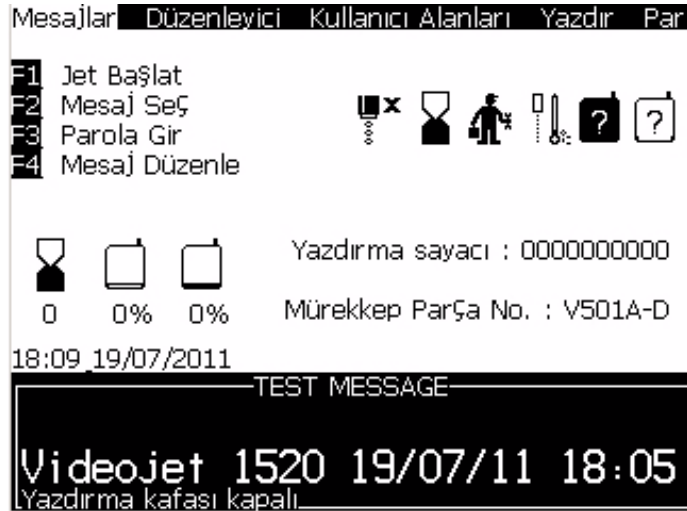 Mesajlar Düzenleyici Kullanıcı Alanları Yazdır Par
F1 Jet Başlat
F2 Mesaj Seç
F3 Parola Gir
F4 Mesaj Düzenle
x
? ?
Yazdırma sayacı : 0000000000
0 0% 0%
Mürekkep Parça No. : V501A-D
18:09 19/07/2011
TEST MESSAGE
Videojet 1520 19/07/11 18:05
Yazdırma kafası kapalı